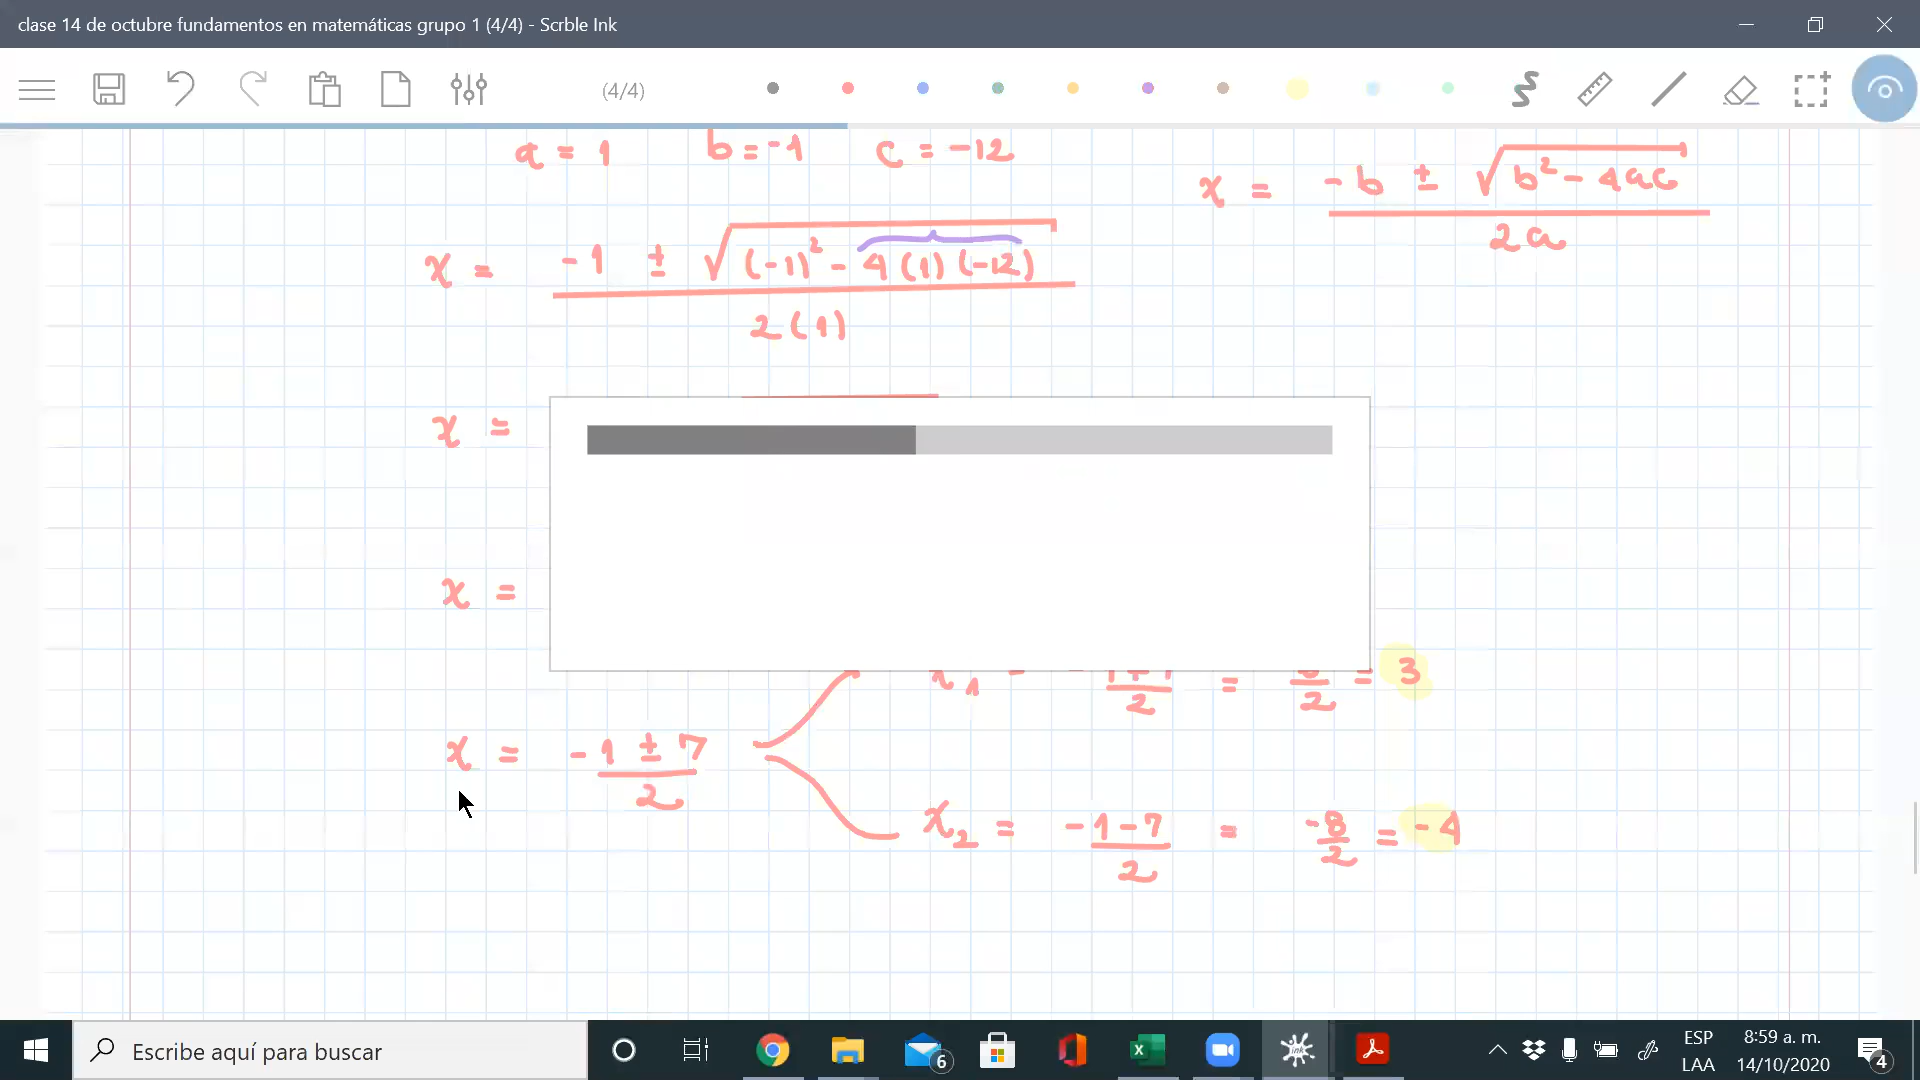 clase 14 de octubre fundamentos en matemáticas grupo 1 (4/4) - Scrble Ink
(4/4)
a = 1 b = -1 c = -12
x = -b ± √b² - 4ac
2a
x = -1 ± √(-1)² - 4(1)(-12)
2(1)
x =
x =
x = -1 ± 7
2
= = 3
2 2
x₂ = -1-7 = -8 = -4
2 2
Escribe aquí para buscar
6
ESP
LAA
8:59 a. m.
14/10/2020
4